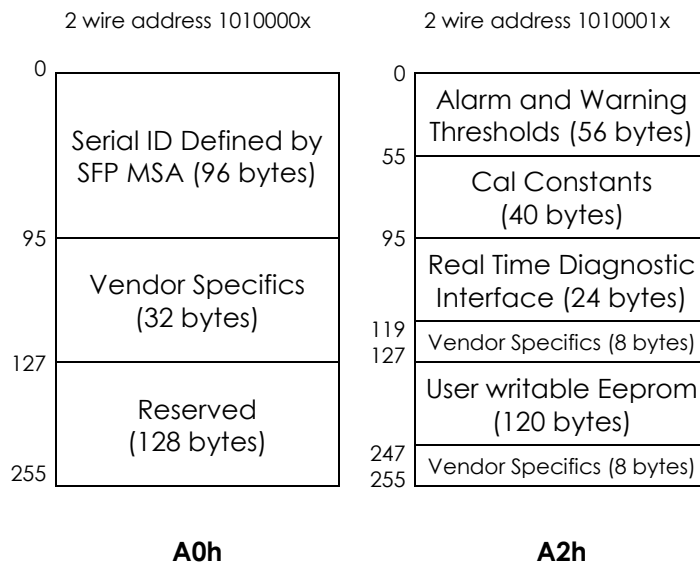 2 wire address 1010000x
0
Serial ID Defined by
SFP MSA (96 bytes)
95
Vendor Specifics
(32 bytes)
127
Reserved
(128 bytes)
255
A0h
2 wire address 1010001x
0
Alarm and Warning
Thresholds (56 bytes)
55
Cal Constants
(40 bytes)
95
Real Time Diagnostic
Interface (24 bytes)
119
Vendor Specifics (8 bytes)
127
User writable Eeprom
(120 bytes)
247
Vendor Specifics (8 bytes)
255
A2h